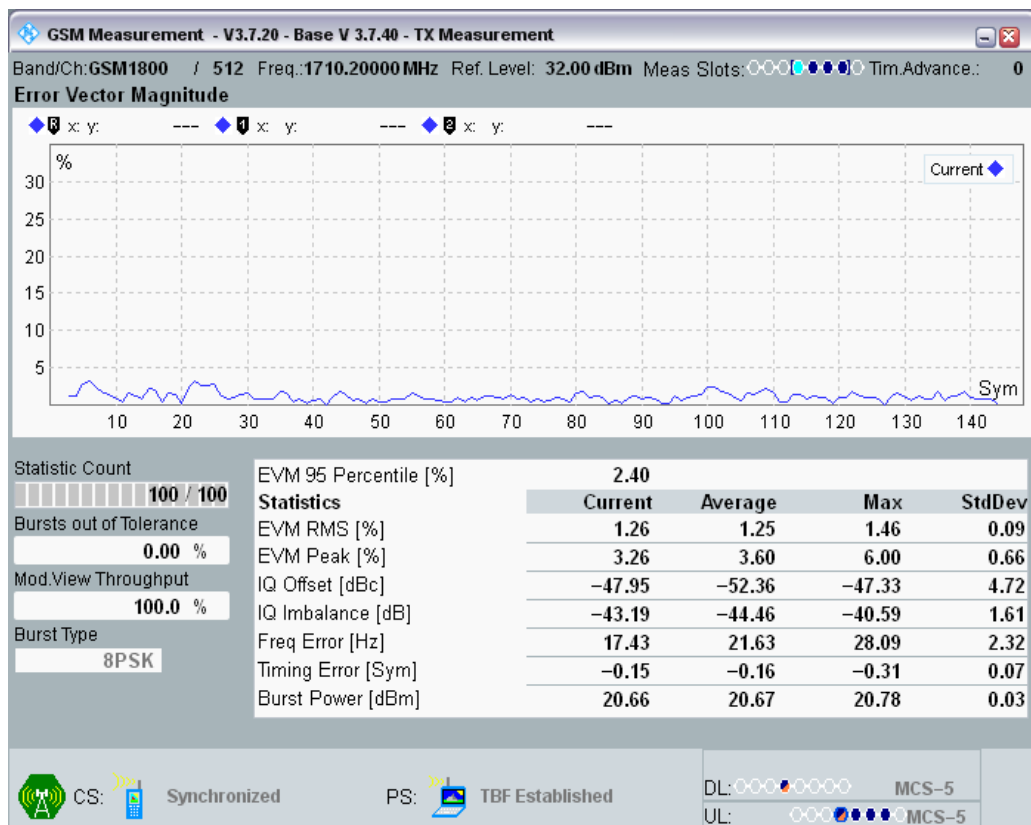 GSM Measurement - V3.7.20 - Base V 3.7.40 - TX Measurement
Band/Ch:GSM1800 / 512 Freq.:1710.20000 MHz Ref. Level: 32.00 dBm Meas Slots: Tim.Advance.: 0
Error Vector Magnitude
R x: y: --- 1 x: y: --- 2 x: y: ---
%
Current
30
25
20
15
10
5
Sym
10 20 30 40 50 60 70 80 90 100 110 120 130 140
Statistic Count
100 / 100
Bursts out of Tolerance
0.00 %
Mod.View Throughput
100.0 %
Burst Type
8PSK
EVM 95 Percentile [%] 2.40
Statistics Current Average Max StdDev
EVM RMS [%] 1.26 1.25 1.46 0.09
EVM Peak [%] 3.26 3.60 6.00 0.66
IQ Offset [dBc] −47.95 −52.36 −47.33 4.72
IQ Imbalance [dB] −43.19 −44.46 −40.59 1.61
Freq Error [Hz] 17.43 21.63 28.09 2.32
Timing Error [Sym] −0.15 −0.16 −0.31 0.07
Burst Power [dBm] 20.66 20.67 20.78 0.03
CS: Synchronized PS: TBF Established
DL: MCS−5
UL: MCS−5